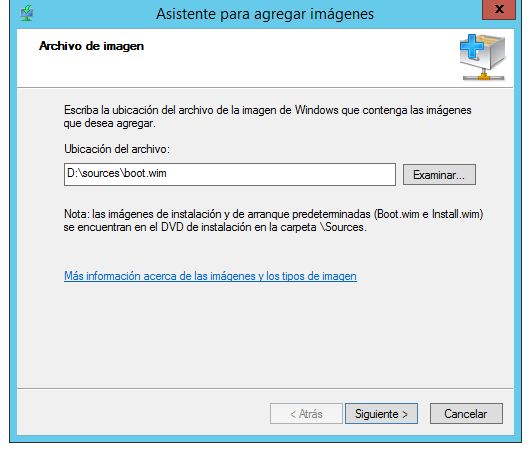 Asistente para agregar imágenes
x
Archivo de imagen
Escriba la ubicación del archivo de la imagen de Windows que contenga las imágenes
que desea agregar.
Ubicación del archivo:
D:\sources\boot.wim
Examinar...
Nota: las imágenes de instalación y de arranque predeterminadas (Boot.wim e Install.wim)
se encuentran en el DVD de instalación en la carpeta \Sources.
Más información acerca de las imágenes y los tipos de imagen
< Atrás
Siguiente >
Cancelar